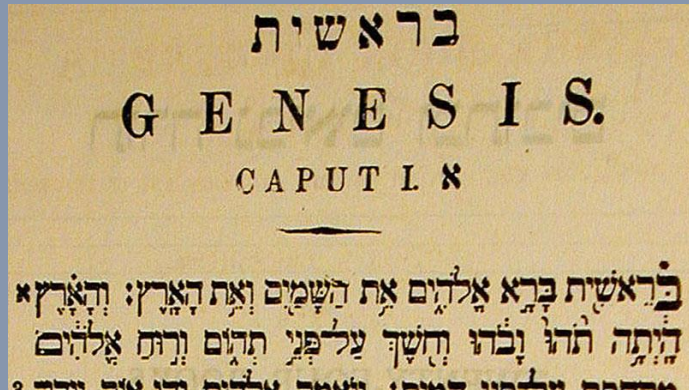 בראשית
GENESIS.
CAPUT I. א
בְּרֵאשִׁ֖ית בָּרָ֣א אֱלֹהִ֑ים אֵ֥ת הַשָּׁמַ֖יִם וְאֵ֥ת הָאָֽרֶץ׃ וְהָאָ֗רֶץ א
הָיְתָ֥ה תֹ֙הוּ֙ וָבֹ֔הוּ וְחֹ֖שֶׁךְ עַל־פְּנֵ֣י תְה֑וֹם וְר֣וּחַ אֱלֹהִ֔ים